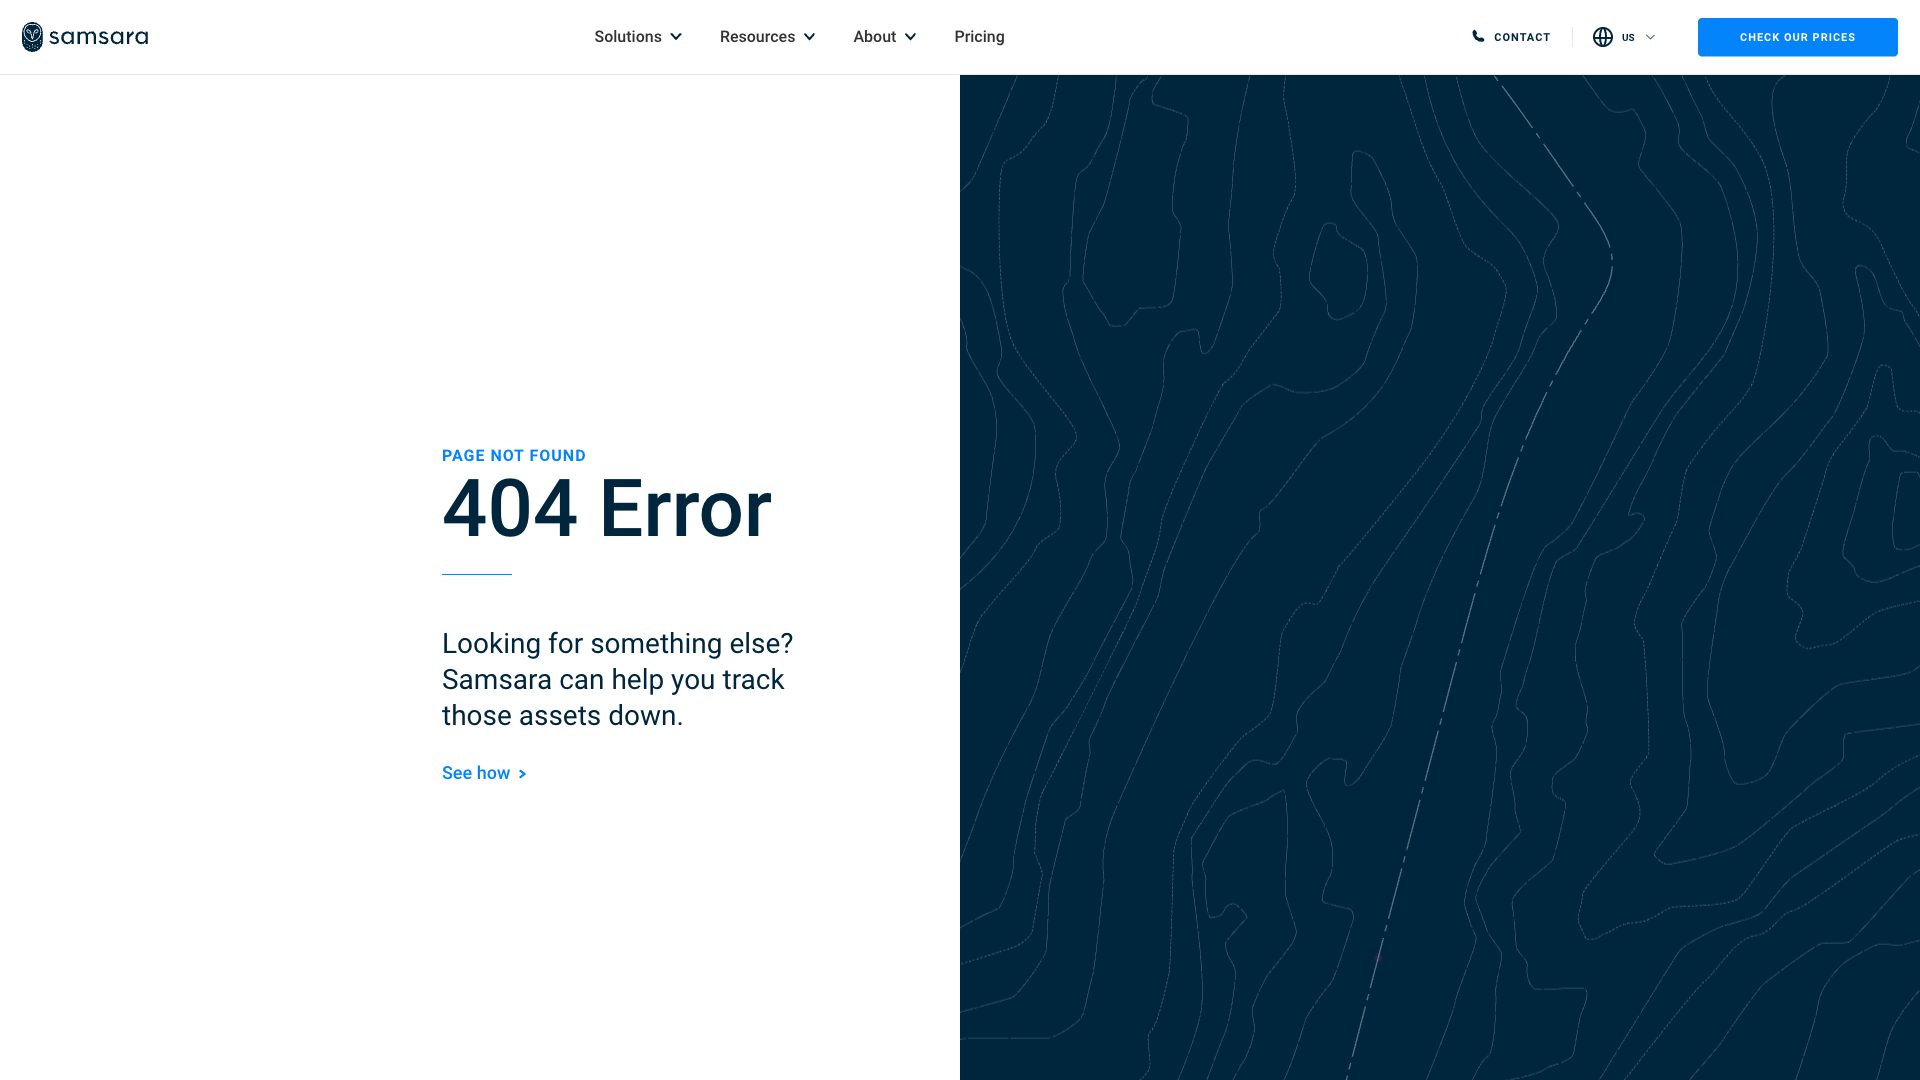 samsara
Solutions
Resources
About
Pricing
CONTACT
US
CHECK OUR PRICES
PAGE NOT FOUND
404 Error
Looking for something else?
Samsara can help you track
those assets down.
See how